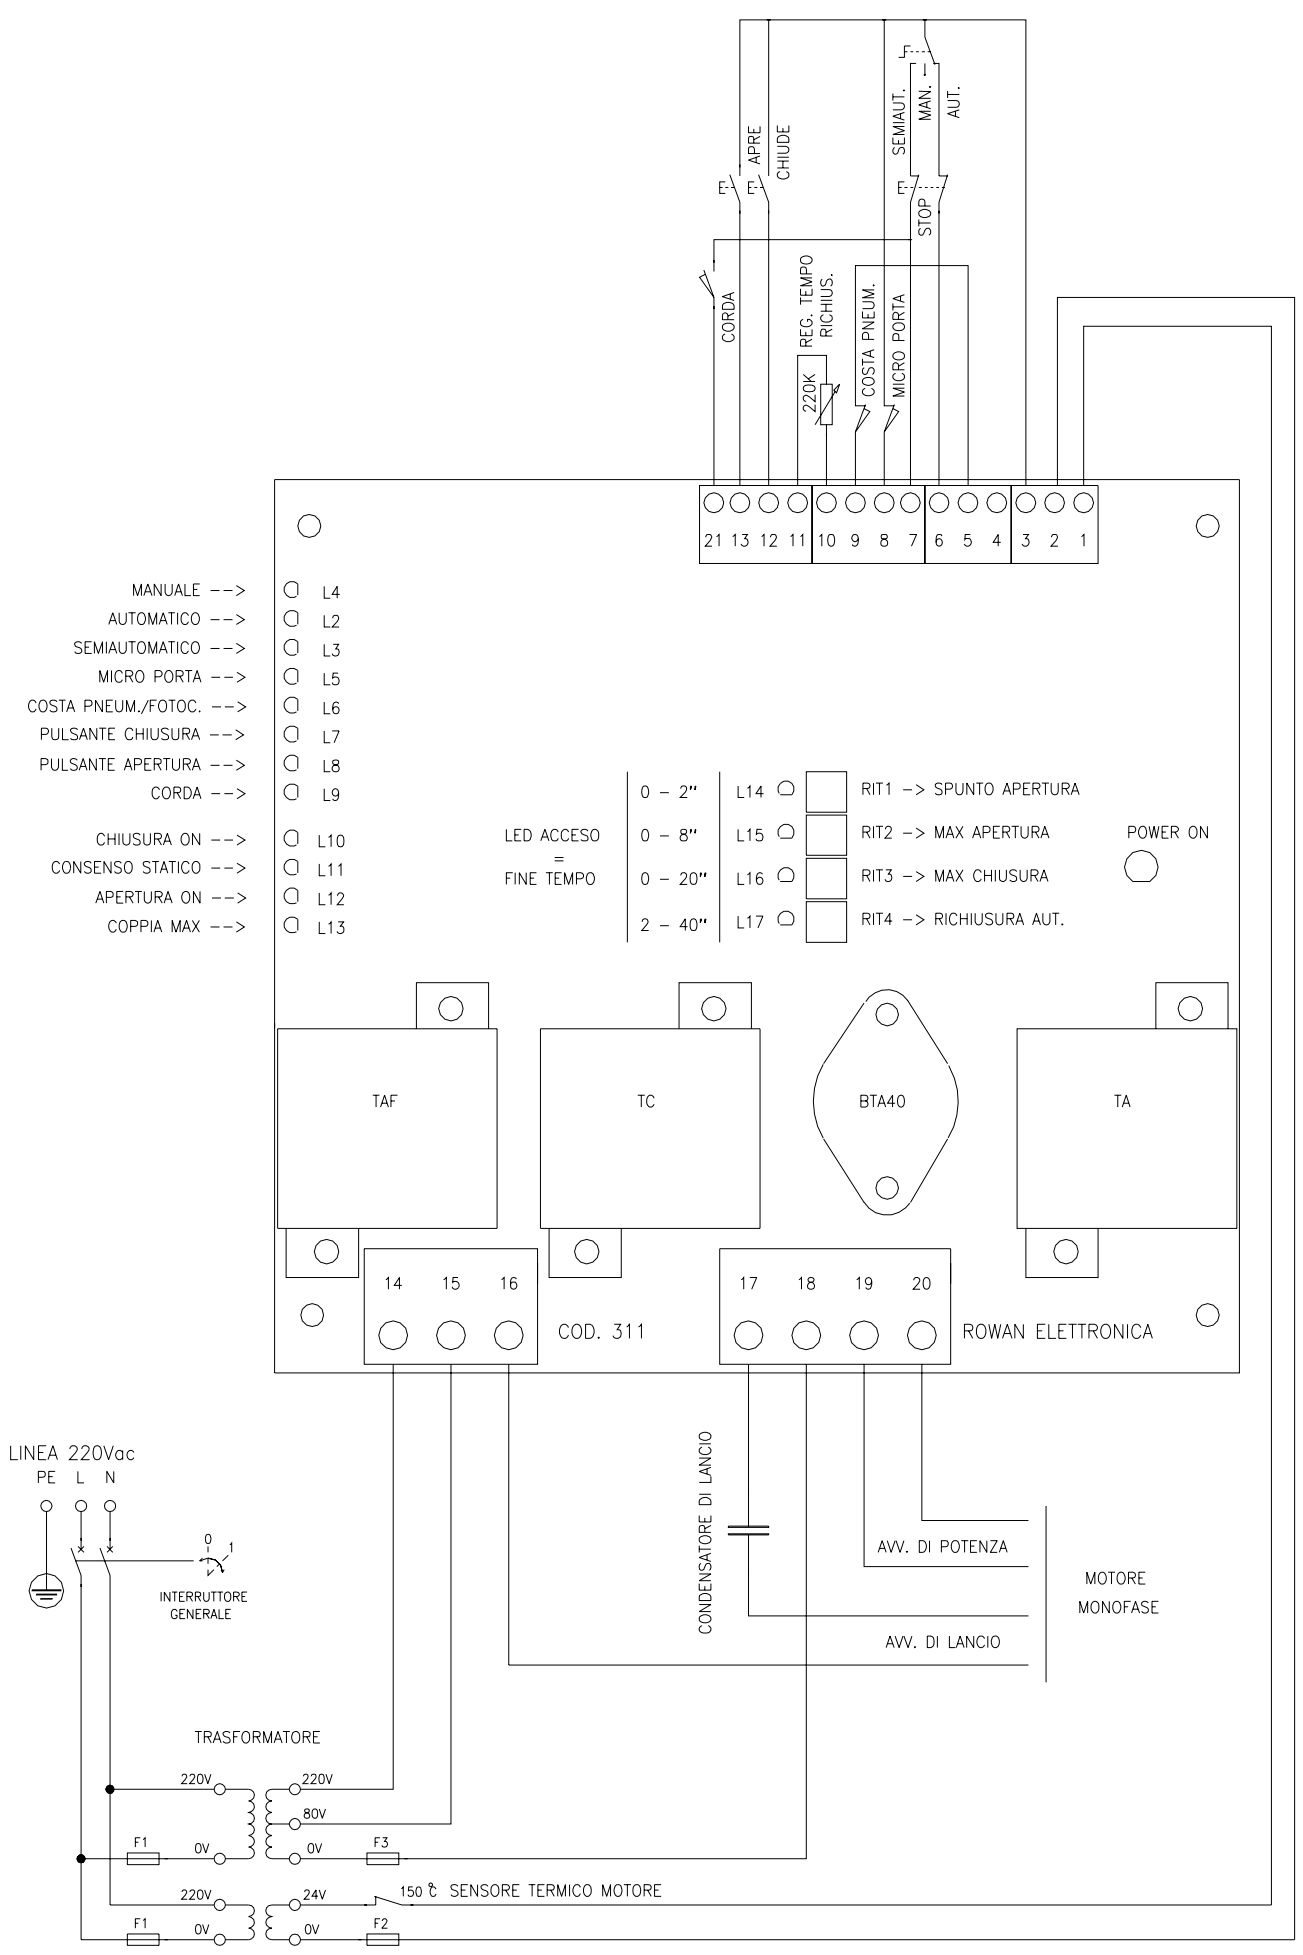 SEMIAUT.
MAN.
AUT.
APRE
CHIUDE
STOP
CORDA
REG. TEMPO
RICHIUS.
220K
COSTA PNEUM.
MICRO PORTA
21 13 12 11 10 9 8 7 6 5 4 3 2 1
MANUALE --> L4
AUTOMATICO --> L2
SEMIAUTOMATICO --> L3
MICRO PORTA --> L5
COSTA PNEUM./FOTOC. --> L6
PULSANTE CHIUSURA --> L7
PULSANTE APERTURA --> L8
CORDA --> L9
CHIUSURA ON --> L10
CONSENSO STATICO --> L11
APERTURA ON --> L12
COPPIA MAX --> L13
LED ACCESO
=
FINE TEMPO
0 - 2" L14 RIT1 -> SPUNTO APERTURA
0 - 8" L15 RIT2 -> MAX APERTURA
0 - 20" L16 RIT3 -> MAX CHIUSURA
2 - 40" L17 RIT4 -> RICHIUSURA AUT.
POWER ON
TAF
TC
BTA40
TA
14 15 16
17 18 19 20
COD. 311
ROWAN ELETTRONICA
LINEA 220Vac
PE L N
0
1
INTERRUTTORE
GENERALE
CONDENSATORE DI LANCIO
AVV. DI POTENZA
AVV. DI LANCIO
MOTORE
MONOFASE
TRASFORMATORE
220V 220V
80V
F1 0V 0V F3
220V 24V 150 °C SENSORE TERMICO MOTORE
F1 0V 0V F2